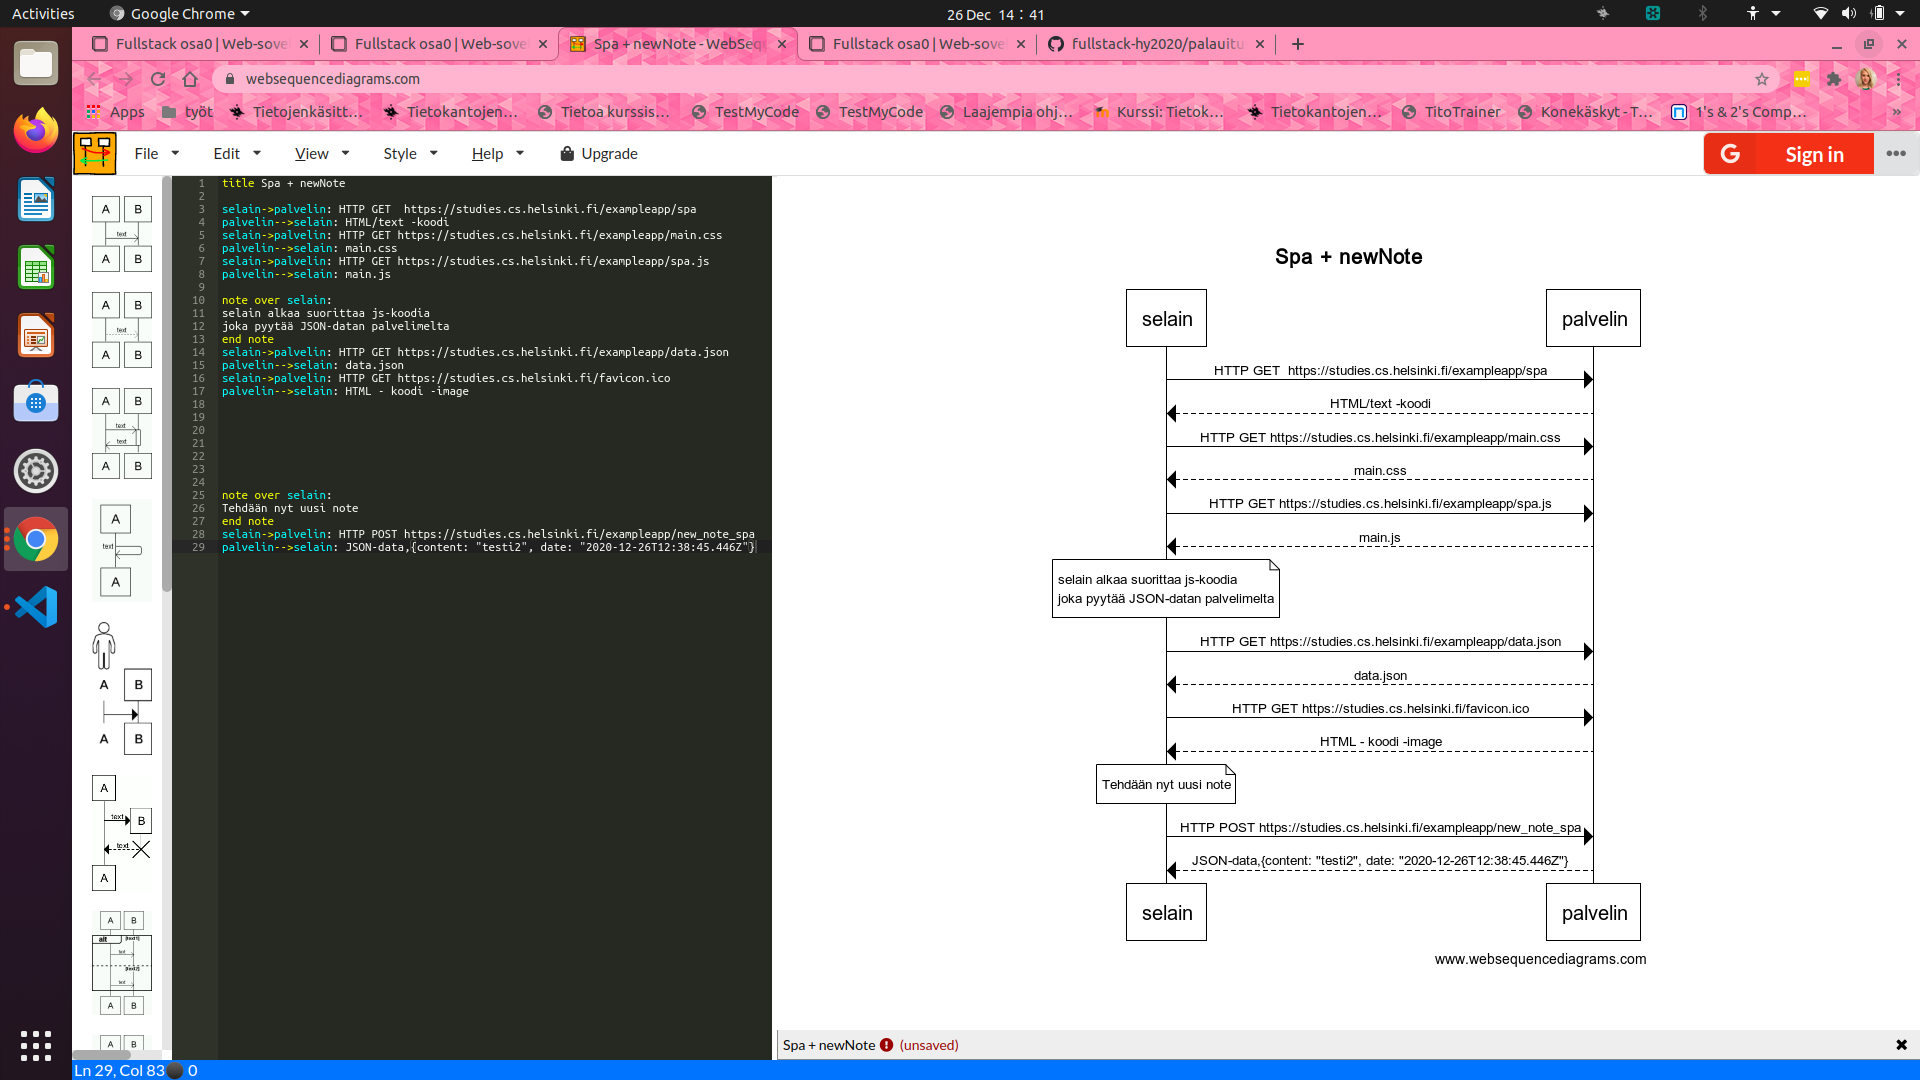 Activities
Google Chrome
26 Dec 14 : 41
Fullstack osa0 | Web-sove
Fullstack osa0 | Web-sove
Spa + newNote - WebSeq
Fullstack osa0 | Web-sove
fullstack-hy2020/palauitu
websequencediagrams.com
Apps
työt
Tietojenkäsitt...
Tietokantojen...
Tietoa kurssis...
TestMyCode
TestMyCode
Laajempia ohj...
Kurssi: Tietok...
Tietokantojen...
TitoTrainer
Konekäskyt - T...
1's & 2's Comp...
»
File
Edit
View
Style
Help
Upgrade
G
Sign in
A B
text
A B
A B
text
A B
A B
text
text
A B
A
text
A
A B
A B
A
text B
text
A
A B
alt [text1]
text
[text2]
text
A B
A B
1 title Spa + newNote
2
3 selain->palvelin: HTTP GET  https://studies.cs.helsinki.fi/exampleapp/spa
4 palvelin-->selain: HTML/text -koodi
5 selain->palvelin: HTTP GET https://studies.cs.helsinki.fi/exampleapp/main.css
6 palvelin-->selain: main.css
7 selain->palvelin: HTTP GET https://studies.cs.helsinki.fi/exampleapp/spa.js
8 palvelin-->selain: main.js
9
10 note over selain:
11 selain alkaa suorittaa js-koodia
12 joka pyytää JSON-datan palvelimelta
13 end note
14 selain->palvelin: HTTP GET https://studies.cs.helsinki.fi/exampleapp/data.json
15 palvelin-->selain: data.json
16 selain->palvelin: HTTP GET https://studies.cs.helsinki.fi/favicon.ico
17 palvelin-->selain: HTML - koodi -image
18
19
20
21
22
23
24
25 note over selain:
26 Tehdään nyt uusi note
27 end note
28 selain->palvelin: HTTP POST https://studies.cs.helsinki.fi/exampleapp/new_note_spa
29 palvelin-->selain: JSON-data,{content: "testi2", date: "2020-12-26T12:38:45.446Z"}
Spa + newNote
selain
palvelin
HTTP GET  https://studies.cs.helsinki.fi/exampleapp/spa
HTML/text -koodi
HTTP GET https://studies.cs.helsinki.fi/exampleapp/main.css
main.css
HTTP GET https://studies.cs.helsinki.fi/exampleapp/spa.js
main.js
selain alkaa suorittaa js-koodia
joka pyytää JSON-datan palvelimelta
HTTP GET https://studies.cs.helsinki.fi/exampleapp/data.json
data.json
HTTP GET https://studies.cs.helsinki.fi/favicon.ico
HTML - koodi -image
Tehdään nyt uusi note
HTTP POST https://studies.cs.helsinki.fi/exampleapp/new_note_spa
JSON-data,{content: "testi2", date: "2020-12-26T12:38:45.446Z"}
selain
palvelin
www.websequencediagrams.com
Spa + newNote (unsaved)
Ln 29, Col 83 0